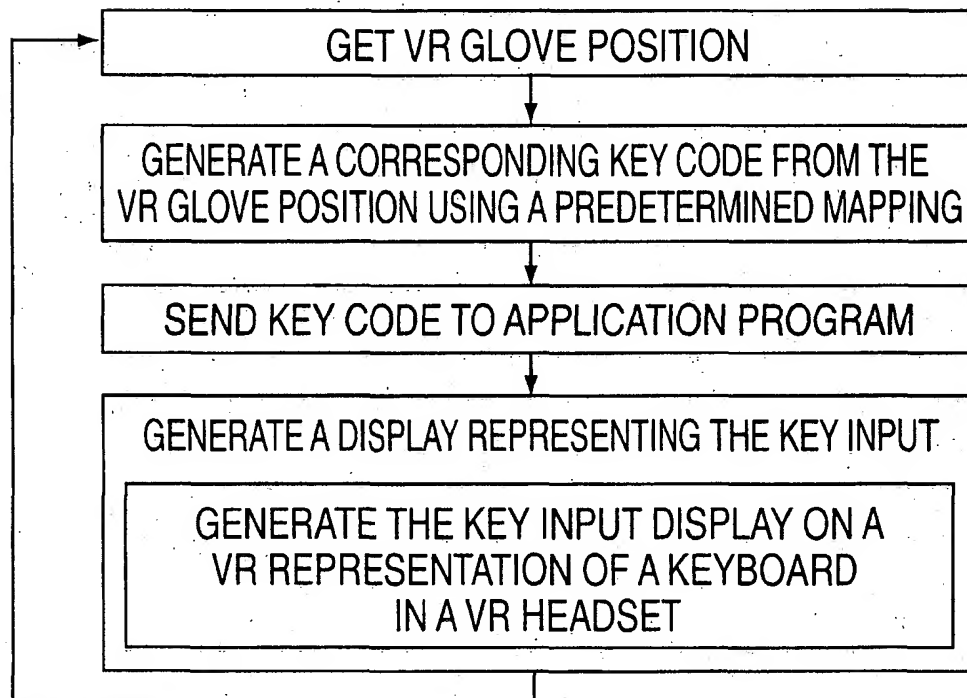 GET VR GLOVE POSITION
GENERATE A CORRESPONDING KEY CODE FROM THE
VR GLOVE POSITION USING A PREDETERMINED MAPPING
SEND KEY CODE TO APPLICATION PROGRAM
GENERATE A DISPLAY REPRESENTING THE KEY INPUT
GENERATE THE KEY INPUT DISPLAY ON A
VR REPRESENTATION OF A KEYBOARD
IN A VR HEADSET